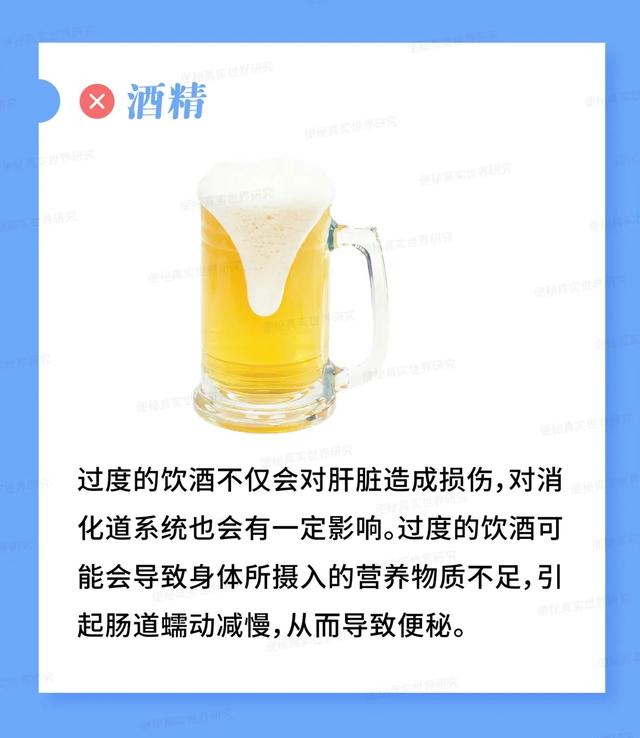 酒精
过度的饮酒不仅会对肝脏造成损伤,对消
化道系统也会有一定影响。过度的饮酒可
能会导致身体所摄入的营养物质不足,引
起肠道蠕动减慢,从而导致便秘。
便秘真实世界研究